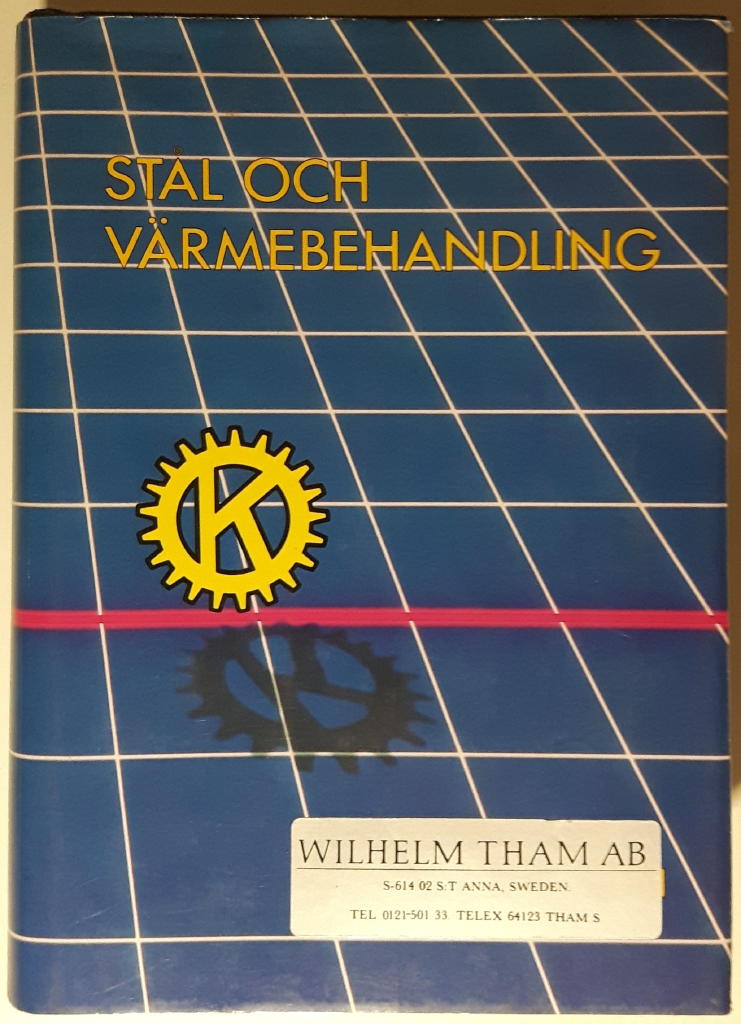 STÅL OCH
VÄRMEBEHANDLING
K
WILHELM THAM AB
S-614 02 S:T ANNA, SWEDEN.
TEL 0121-501 33. TELEX 64123 THAM S